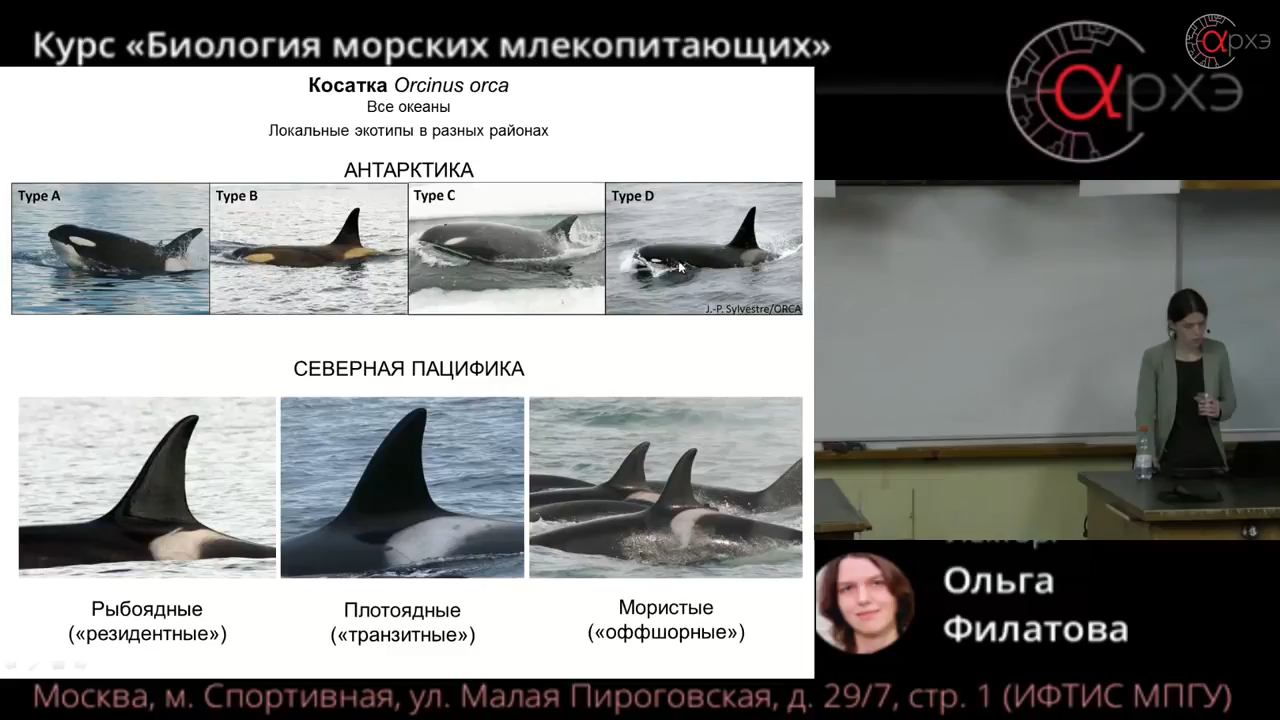 Курс «Биология морских млекопитающих»
αрхэ
αрхэ
Косатка Orcinus orca
Все океаны
Локальные экотипы в разных районах
АНТАРКТИКА
Type A
Type B
Type C
Type D
J.-P. Sylvestre/ORCA
СЕВЕРНАЯ ПАЦИФИКА
Рыбоядные
(«резидентные»)
Плотоядные
(«транзитные»)
Мористые
(«оффшорные»)
Ольга
Филатова
Москва, м. Спортивная, ул. Малая Пироговская, д. 29/7, стр. 1 (ИФТИС МПГУ)